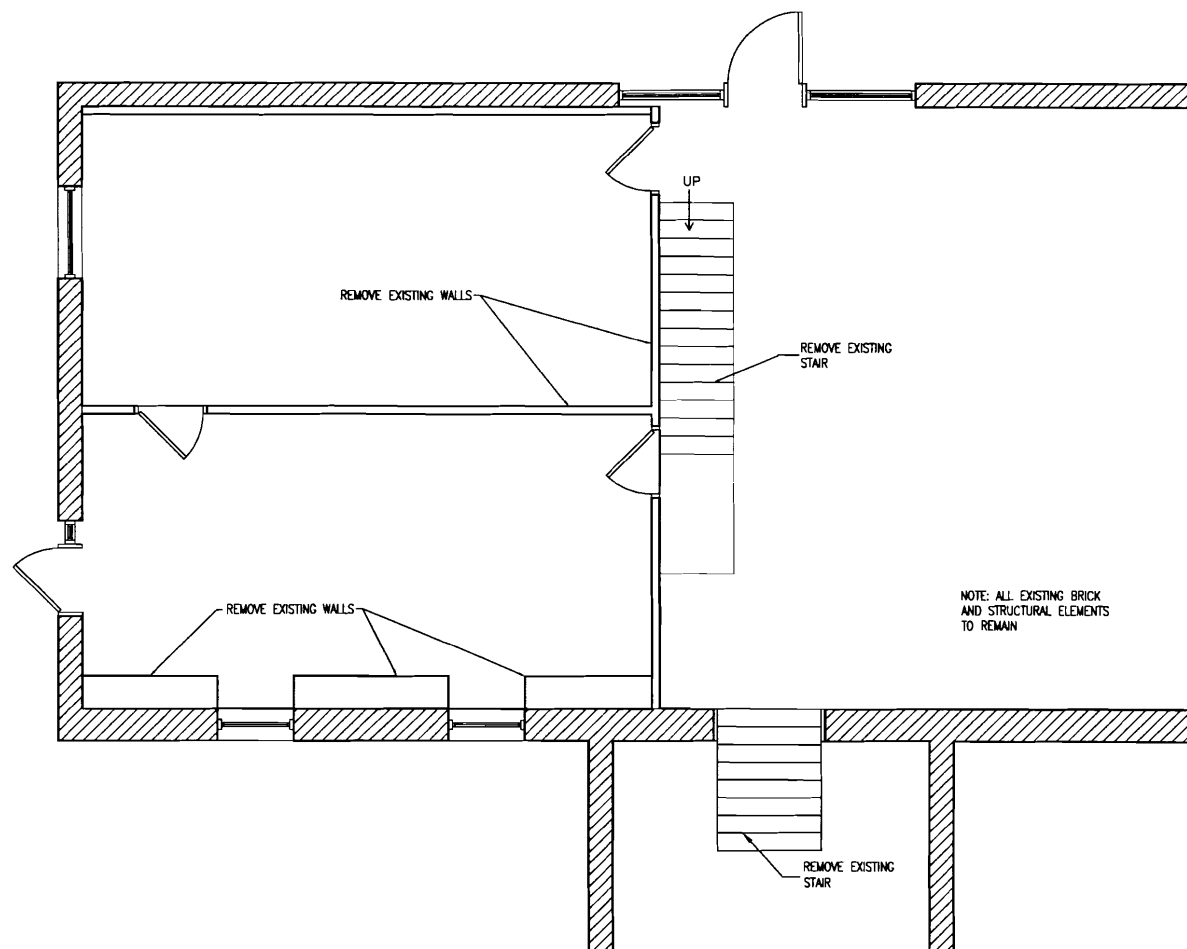 UP
REMOVE EXISTING WALLS
REMOVE EXISTING
STAIR
NOTE: ALL EXISTING BRICK
AND STRUCTURAL ELEMENTS
TO REMAIN
REMOVE EXISTING WALLS
REMOVE EXISTING
STAIR